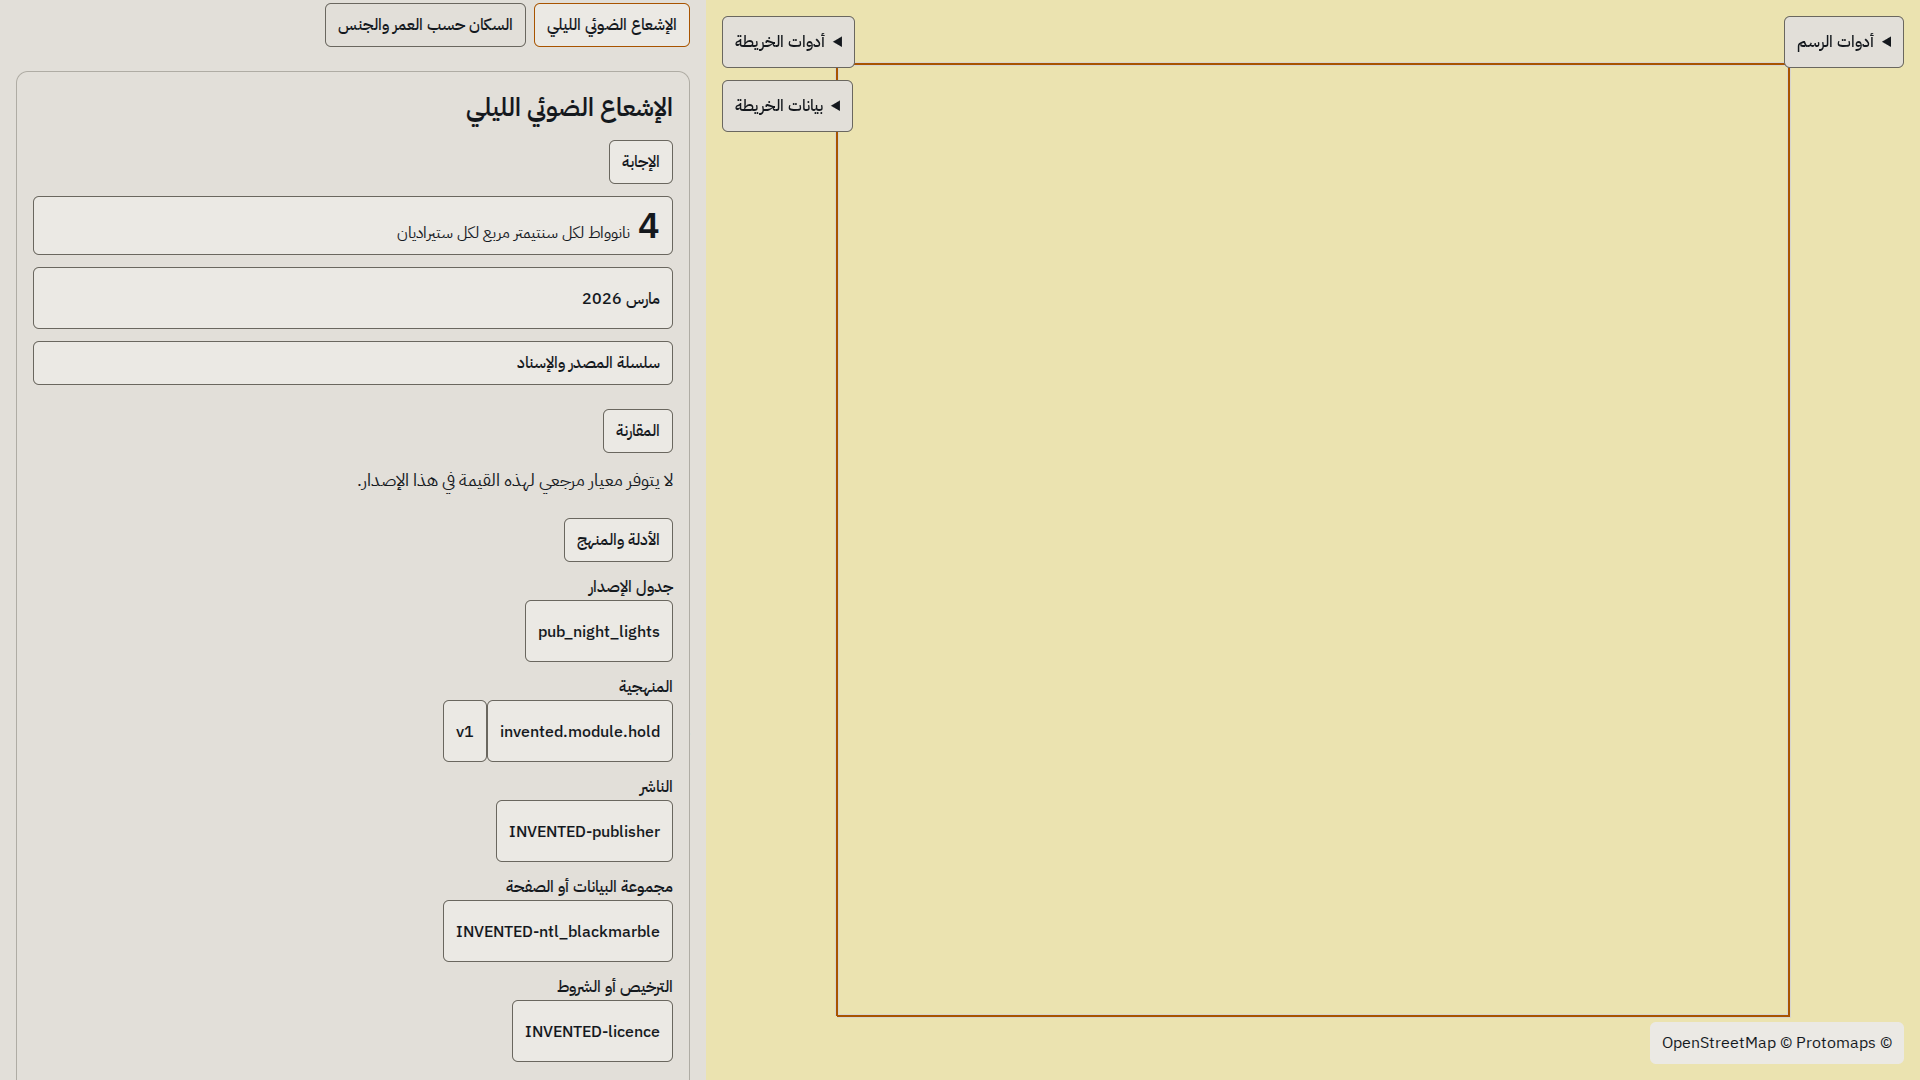 أدوات الرسم
أدوات الخريطة
بيانات الخريطة
OpenStreetMap © Protomaps ©
الإشعاع الضوئي الليلي
السكان حسب العمر والجنس
الإشعاع الضوئي الليلي
الإجابة
4 نانوواط لكل سنتيمتر مربع لكل ستيراديان
مارس 2026
سلسلة المصدر والإسناد
المقارنة
لا يتوفر معيار مرجعي لهذه القيمة في هذا الإصدار.
الأدلة والمنهج
جدول الإصدار
pub_night_lights
المنهجية
invented.module.hold
v1
الناشر
INVENTED-publisher
مجموعة البيانات أو الصفحة
INVENTED-ntl_blackmarble
الترخيص أو الشروط
INVENTED-licence